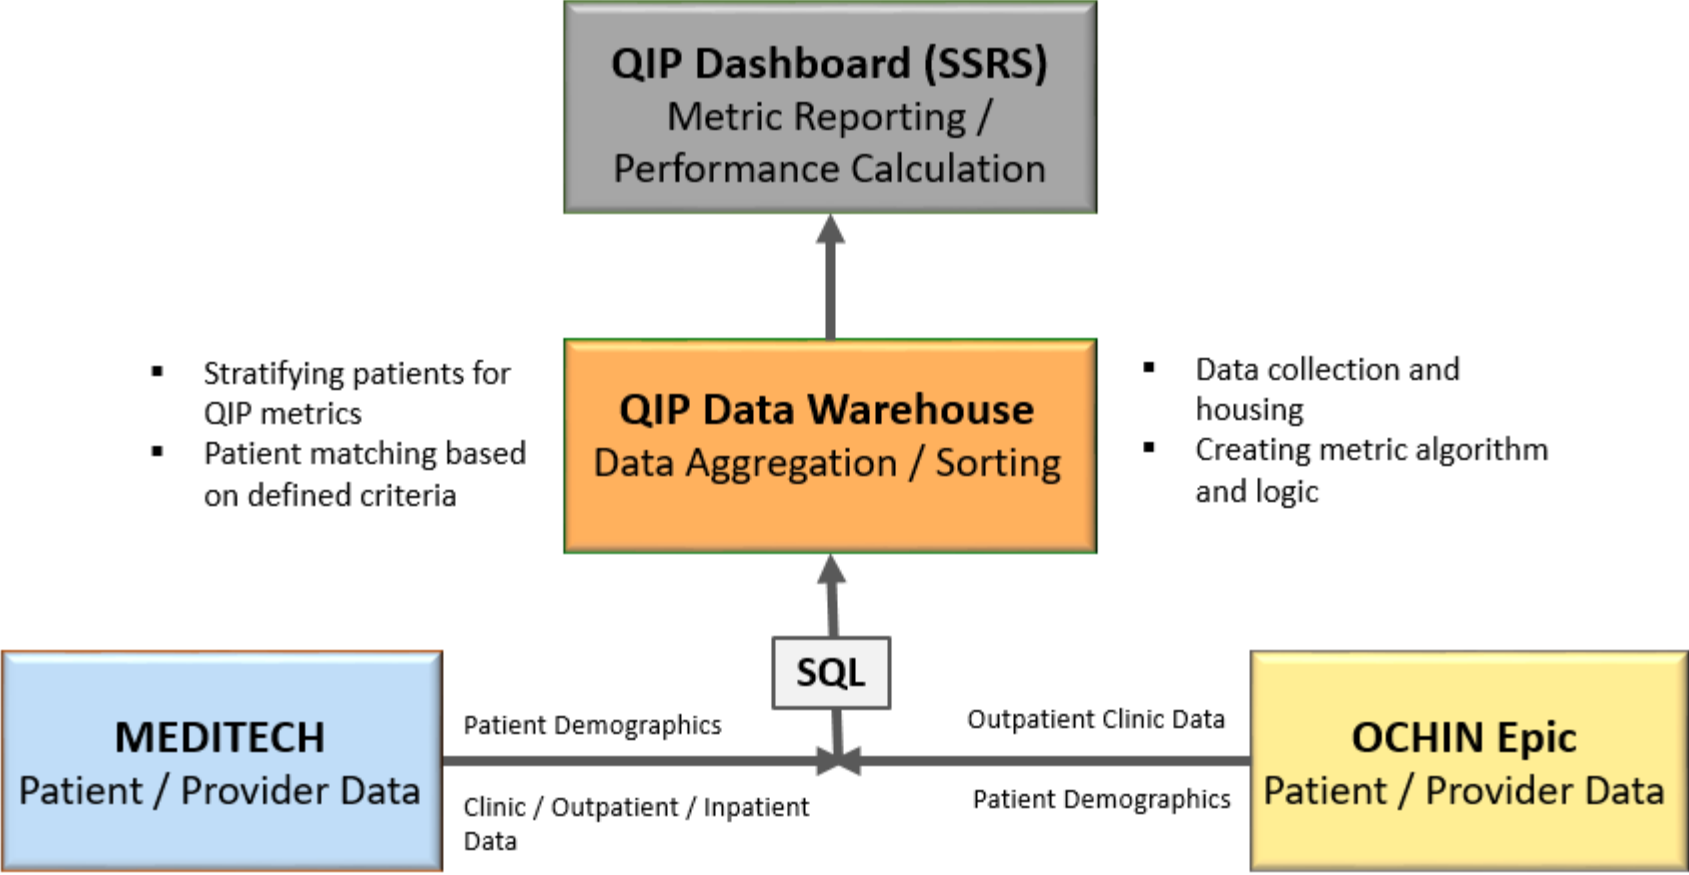 QIP Dashboard (SSRS)
Metric Reporting /
Performance Calculation
▪ Stratifying patients for
QIP metrics
▪ Patient matching based
on defined criteria
QIP Data Warehouse
Data Aggregation / Sorting
▪ Data collection and
housing
▪ Creating metric algorithm
and logic
SQL
MEDITECH
Patient / Provider Data
Patient Demographics
Clinic / Outpatient / Inpatient
Data
Outpatient Clinic Data
Patient Demographics
OCHIN Epic
Patient / Provider Data